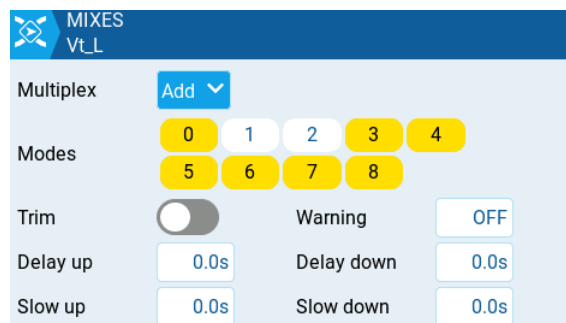 MIXES
Vt_L
Multiplex Add
Modes
0 1 2 3 4
5 6 7 8
Trim Warning OFF
Delay up 0.0s Delay down 0.0s
Slow up 0.0s Slow down 0.0s